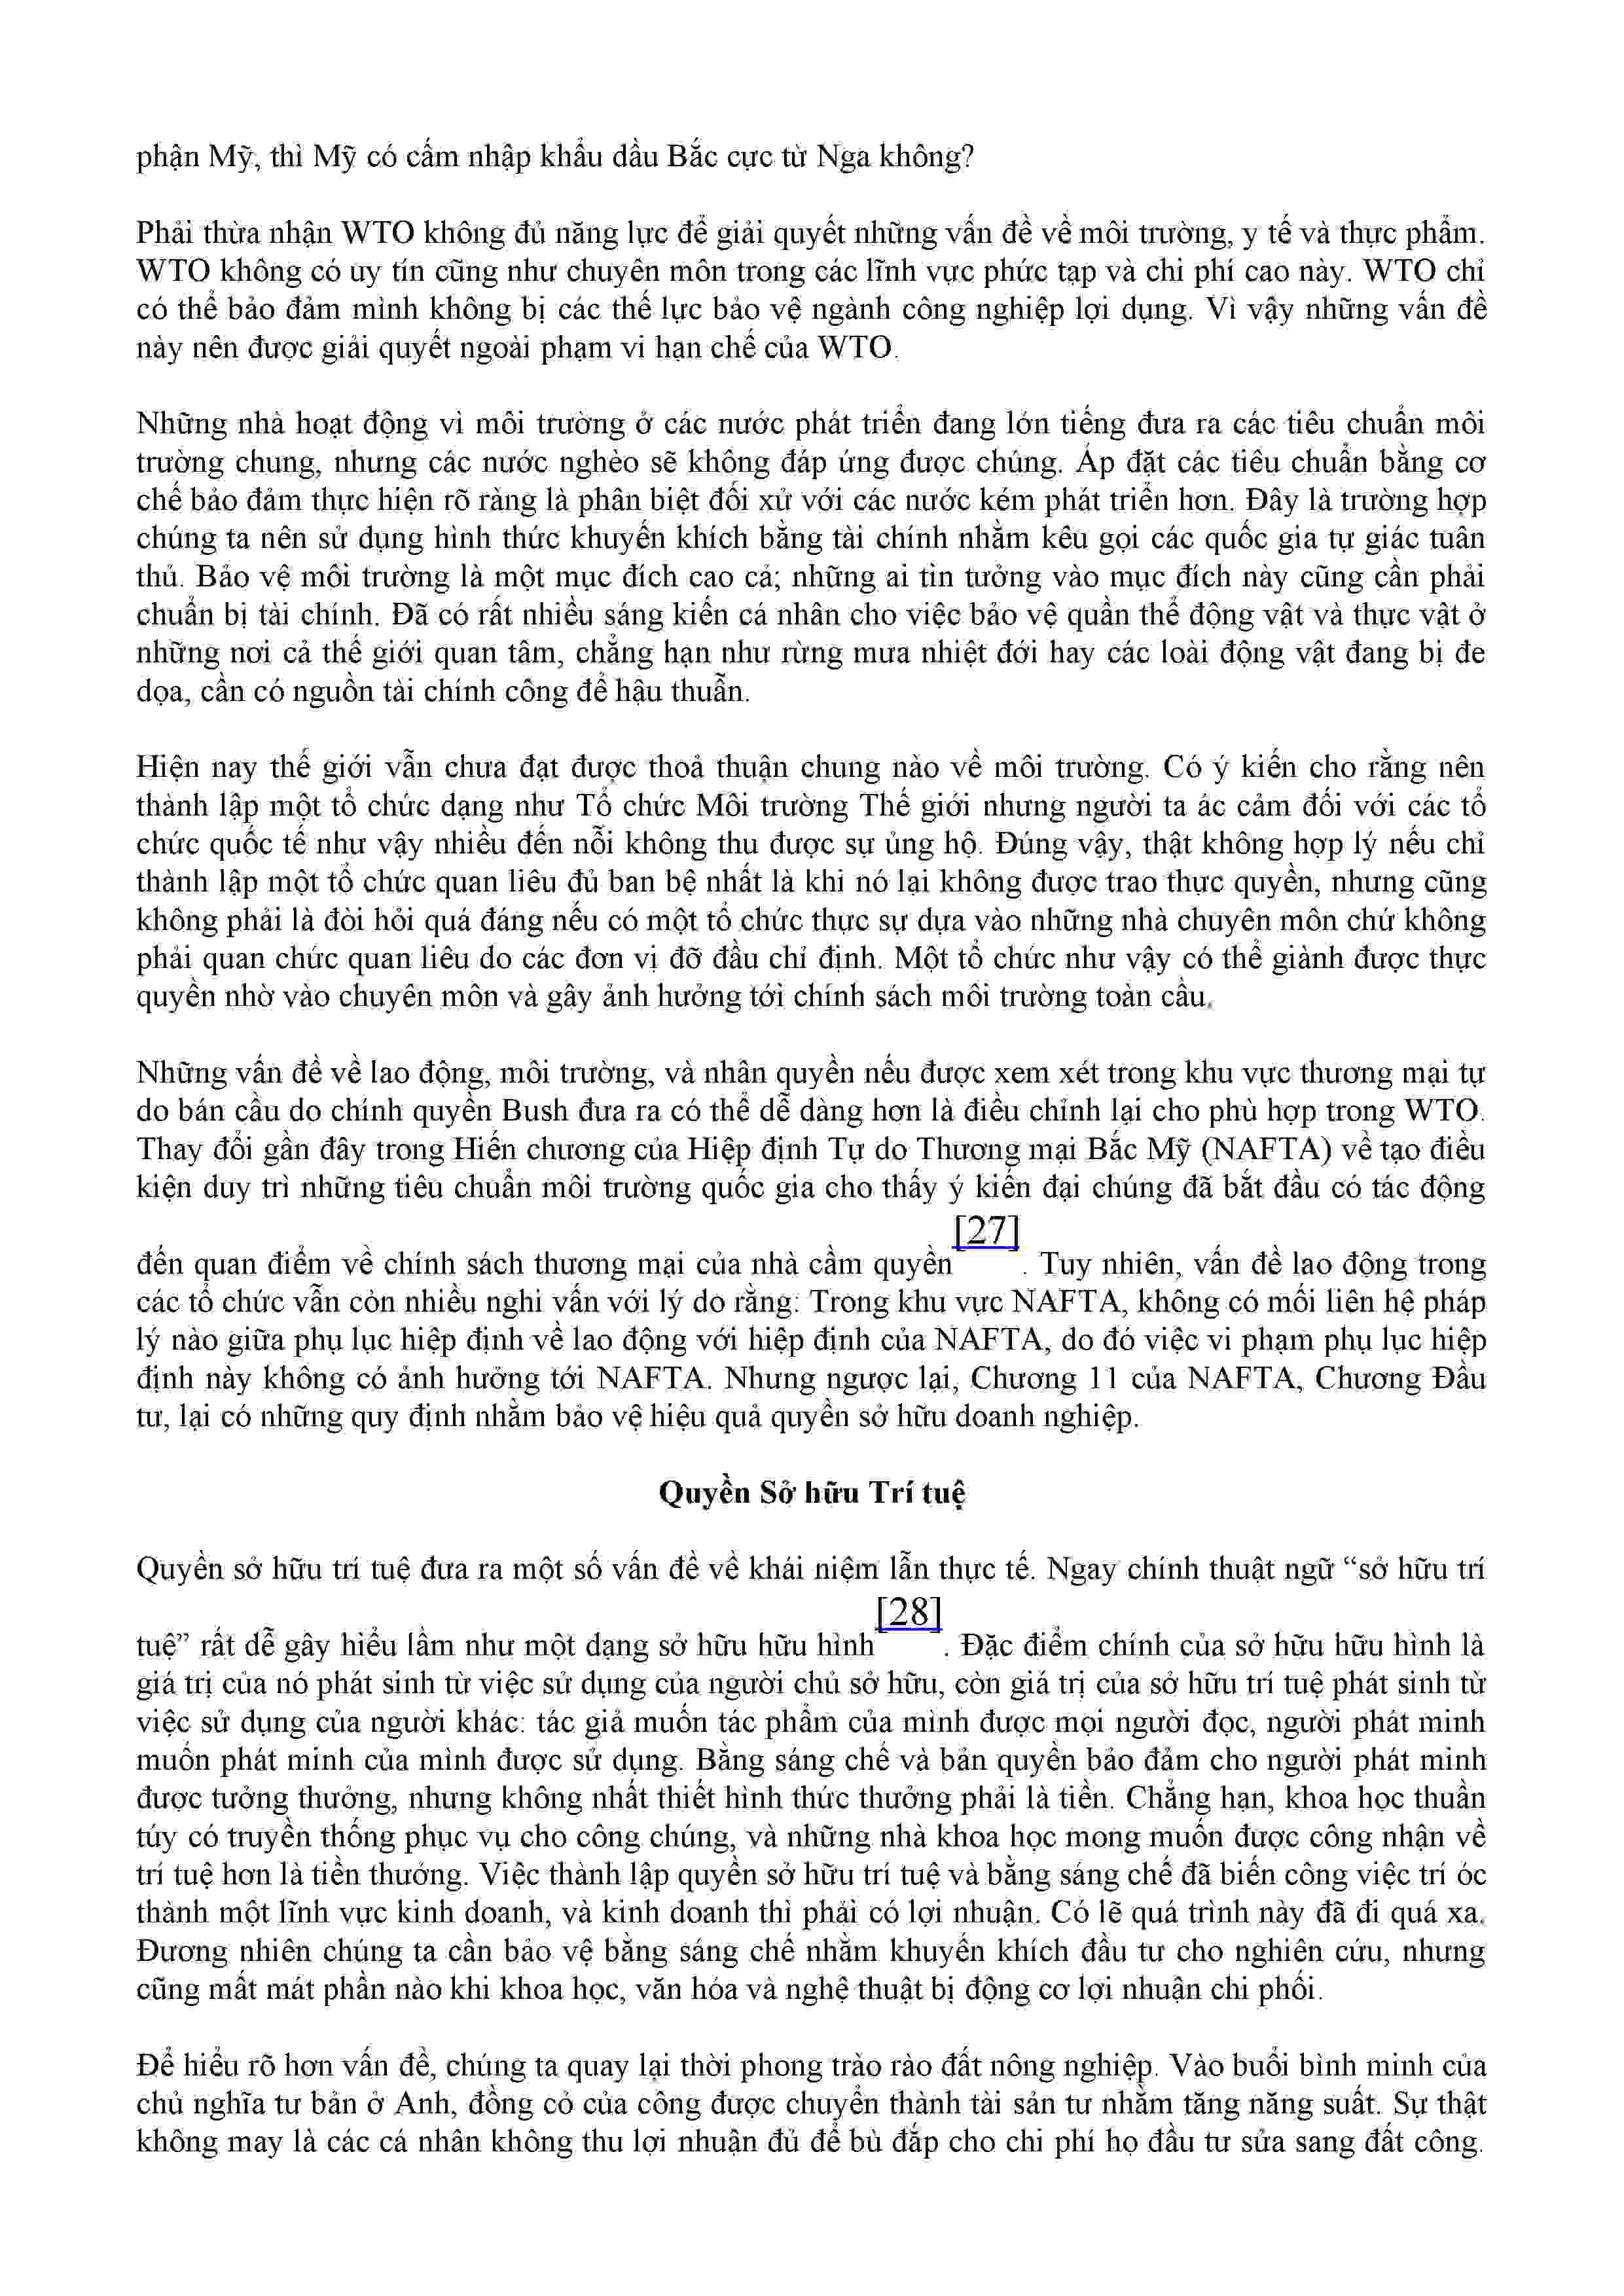 phận Mỹ, thì Mỹ có cấm nhập khẩu dầu Bắc cực từ Nga không?
Phải thừa nhận WTO không đủ năng lực để giải quyết những vấn đề về môi trường, y tế và thực phẩm.
WTO không có uy tín cũng như chuyên môn trong các lĩnh vực phức tạp và chi phí cao này. WTO chỉ
có thể bảo đảm mình không bị các thế lực bảo vệ ngành công nghiệp lợi dụng. Vì vậy những vấn đề
này nên được giải quyết ngoài phạm vi hạn chế của WTO.
Những nhà hoạt động vì môi trường ở các nước phát triển đang lớn tiếng đưa ra các tiêu chuẩn môi
trường chung, nhưng các nước nghèo sẽ không đáp ứng được chúng. Áp đặt các tiêu chuẩn bằng cơ
chế bảo đảm thực hiện rõ ràng là phân biệt đối xử với các nước kém phát triển hơn. Đây là trường hợp
chúng ta nên sử dụng hình thức khuyến khích bằng tài chính nhằm kêu gọi các quốc gia tự giác tuân
thủ. Bảo vệ môi trường là một mục đích cao cả; những ai tin tưởng vào mục đích này cũng cần phải
chuẩn bị tài chính. Đã có rất nhiều sáng kiến cá nhân cho việc bảo vệ quần thể động vật và thực vật ở
những nơi cả thế giới quan tâm, chẳng hạn như rừng mưa nhiệt đới hay các loài động vật đang bị đe
dọa, cần có nguồn tài chính công để hậu thuẫn.
Hiện nay thế giới vẫn chưa đạt được thoả thuận chung nào về môi trường. Có ý kiến cho rằng nên
thành lập một tổ chức dạng như Tổ chức Môi trường Thế giới nhưng người ta ác cảm đối với các tổ
chức quốc tế như vậy nhiều đến nỗi không thu được sự ủng hộ. Đúng vậy, thật không hợp lý nếu chỉ
thành lập một tổ chức quan liêu đủ ban bệ nhất là khi nó lại không được trao thực quyền, nhưng cũng
không phải là đòi hỏi quá đáng nếu có một tổ chức thực sự dựa vào những nhà chuyên môn chứ không
phải quan chức quan liêu do các đơn vị đỡ đầu chỉ định. Một tổ chức như vậy có thể giành được thực
quyền nhờ vào chuyên môn và gây ảnh hưởng tới chính sách môi trường toàn cầu.
Những vấn đề về lao động, môi trường, và nhân quyền nếu được xem xét trong khu vực thương mại tự
do bán cầu do chính quyền Bush đưa ra có thể dễ dàng hơn là điều chỉnh lại cho phù hợp trong WTO.
Thay đổi gần đây trong Hiến chương của Hiệp định Tự do Thương mại Bắc Mỹ (NAFTA) về tạo điều
kiện duy trì những tiêu chuẩn môi trường quốc gia cho thấy ý kiến đại chúng đã bắt đầu có tác động
đến quan điểm về chính sách thương mại của nhà cầm quyền[27]. Tuy nhiên, vấn đề lao động trong
các tổ chức vẫn còn nhiều nghi vấn với lý do rằng: Trong khu vực NAFTA, không có mối liên hệ pháp
lý nào giữa phụ lục hiệp định về lao động với hiệp định của NAFTA, do đó việc vi phạm phụ lục hiệp
định này không có ảnh hưởng tới NAFTA. Nhưng ngược lại, Chương 11 của NAFTA, Chương Đầu
tư, lại có những quy định nhằm bảo vệ hiệu quả quyền sở hữu doanh nghiệp.
Quyền Sở hữu Trí tuệ
Quyền sở hữu trí tuệ đưa ra một số vấn đề về khái niệm lẫn thực tế. Ngay chính thuật ngữ “sở hữu trí
tuệ” rất dễ gây hiểu lầm như một dạng sở hữu hữu hình[28]. Đặc điểm chính của sở hữu hữu hình là
giá trị của nó phát sinh từ việc sử dụng của người chủ sở hữu, còn giá trị của sở hữu trí tuệ phát sinh từ
việc sử dụng của người khác: tác giả muốn tác phẩm của mình được mọi người đọc, người phát minh
muốn phát minh của mình được sử dụng. Bằng sáng chế và bản quyền bảo đảm cho người phát minh
được tưởng thưởng, nhưng không nhất thiết hình thức thưởng phải là tiền. Chẳng hạn, khoa học thuần
túy có truyền thống phục vụ cho công chúng, và những nhà khoa học mong muốn được công nhận về
trí tuệ hơn là tiền thưởng. Việc thành lập quyền sở hữu trí tuệ và bằng sáng chế đã biến công việc trí óc
thành một lĩnh vực kinh doanh, và kinh doanh thì phải có lợi nhuận. Có lẽ quá trình này đã đi quá xa.
Đương nhiên chúng ta cần bảo vệ bằng sáng chế nhằm khuyến khích đầu tư cho nghiên cứu, nhưng
cũng mất mát phần nào khi khoa học, văn hóa và nghệ thuật bị động cơ lợi nhuận chi phối.
Để hiểu rõ hơn vấn đề, chúng ta quay lại thời phong trào rào đất nông nghiệp. Vào buổi bình minh của
chủ nghĩa tư bản ở Anh, đồng cỏ của công được chuyển thành tài sản tư nhằm tăng năng suất. Sự thật
không may là các cá nhân không thu lợi nhuận đủ để bù đắp cho chi phí họ đầu tư sửa sang đất công.